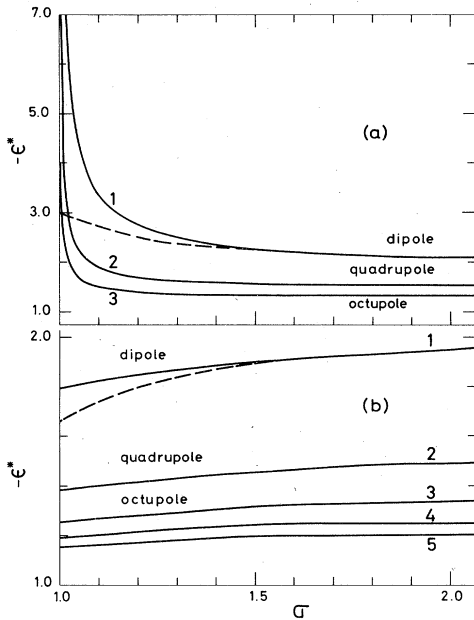 7.0
5.0
-ϵ*
(a)
1
3.0
dipole
2
quadrupole
3
octupole
1.0
2.0
1
dipole
(b)
-ϵ*
quadrupole
2
octupole
3
4
5
1.0
1.0
1.5
2.0
σ